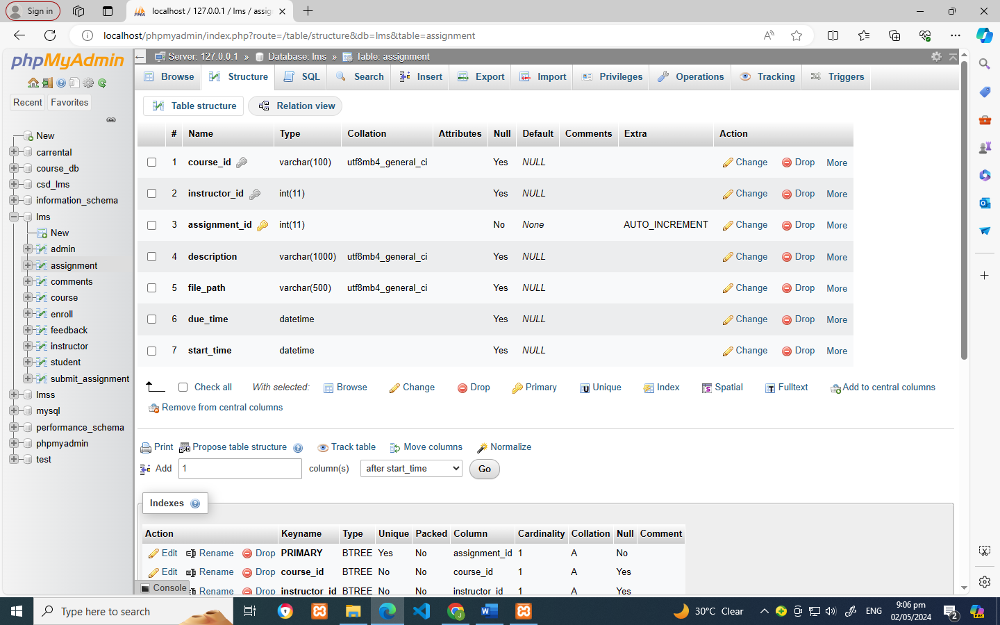 Sign in
localhost / 127.0.0.1 / lms / assig
localhost/phpmyadmin/index.php?route=/table/structure&db=lms&table=assignment
phpMyAdmin
Recent Favorites
New
carrental
course_db
csd_lms
information_schema
lms
New
admin
assignment
comments
course
enroll
feedback
instructor
student
submit_assignment
lmss
mysql
performance_schema
phpmyadmin
test
Server: 127.0.0.1 » Database: lms » Table: assignment
Browse Structure SQL Search Insert Export Import Privileges Operations Tracking Triggers
Table structure Relation view
# Name Type Collation Attributes Null Default Comments Extra Action
1 course_id varchar(100) utf8mb4_general_ci Yes NULL Change Drop More
2 instructor_id int(11) Yes NULL Change Drop More
3 assignment_id int(11) No None AUTO_INCREMENT Change Drop More
4 description varchar(1000) utf8mb4_general_ci Yes NULL Change Drop More
5 file_path varchar(500) utf8mb4_general_ci Yes NULL Change Drop More
6 due_time datetime Yes NULL Change Drop More
7 start_time datetime Yes NULL Change Drop More
Check all With selected: Browse Change Drop Primary Unique Index Spatial Fulltext Add to central columns
Remove from central columns
Print Propose table structure Track table Move columns Normalize
Add 1 column(s) after start_time Go
Indexes
Action Keyname Type Unique Packed Column Cardinality Collation Null Comment
Edit Rename Drop PRIMARY BTREE Yes No assignment_id 1 A No
Edit Rename Drop course_id BTREE No No course_id 1 A Yes
Rename Drop instructor_id BTREE No No instructor_id 1 A Yes
Console
Type here to search
30°C Clear
ENG
9:06 pm
02/05/2024
2
PRE